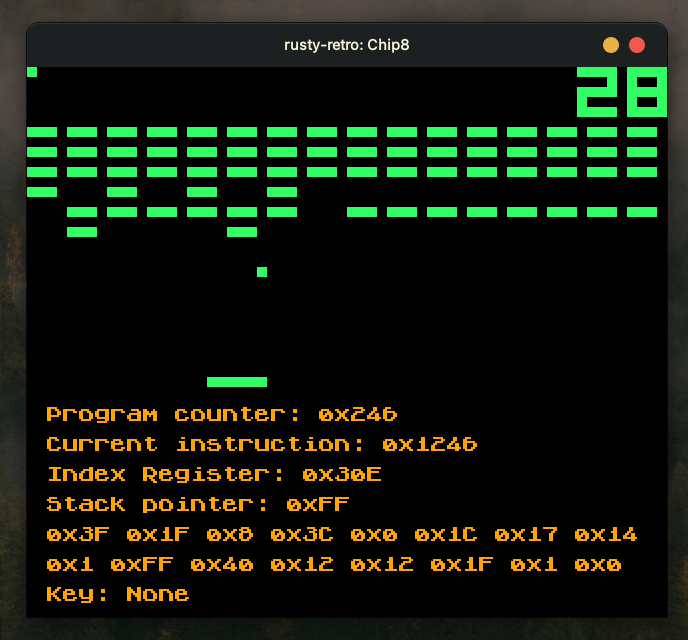 rusty-retro: Chip8
28
Program counter: 0x246
Current instruction: 0x1246
Index Register: 0x30E
Stack pointer: 0xFF
0x3F 0x1F 0x8 0x3C 0x0 0x1C 0x17 0x14
0x1 0xFF 0x40 0x12 0x12 0x1F 0x1 0x0
Key: None